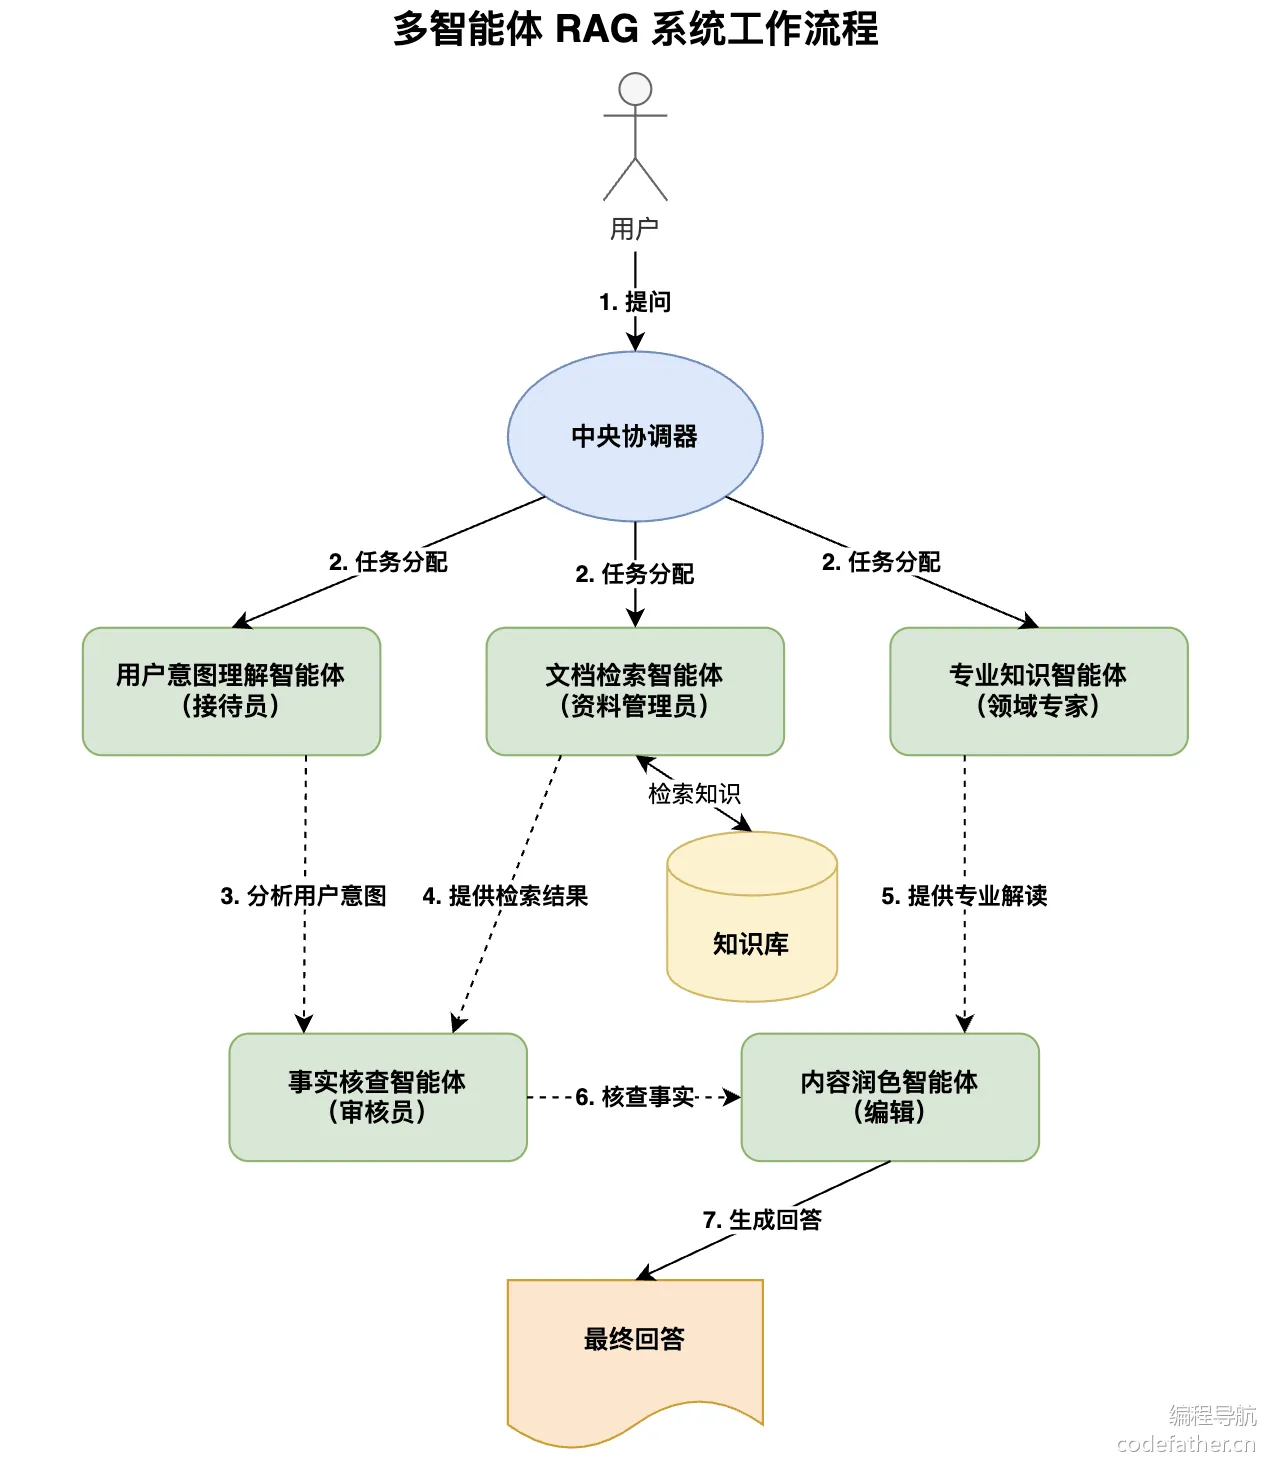 多智能体 RAG 系统工作流程
用户
1. 提问
中央协调器
2. 任务分配
2. 任务分配
2. 任务分配
用户意图理解智能体
（接待员）
文档检索智能体
（资料管理员）
专业知识智能体
（领域专家）
检索知识
3. 分析用户意图
4. 提供检索结果
5. 提供专业解读
知识库
事实核查智能体
（审核员）
6. 核查事实
内容润色智能体
（编辑）
7. 生成回答
最终回答
编程导航
codefather.cn